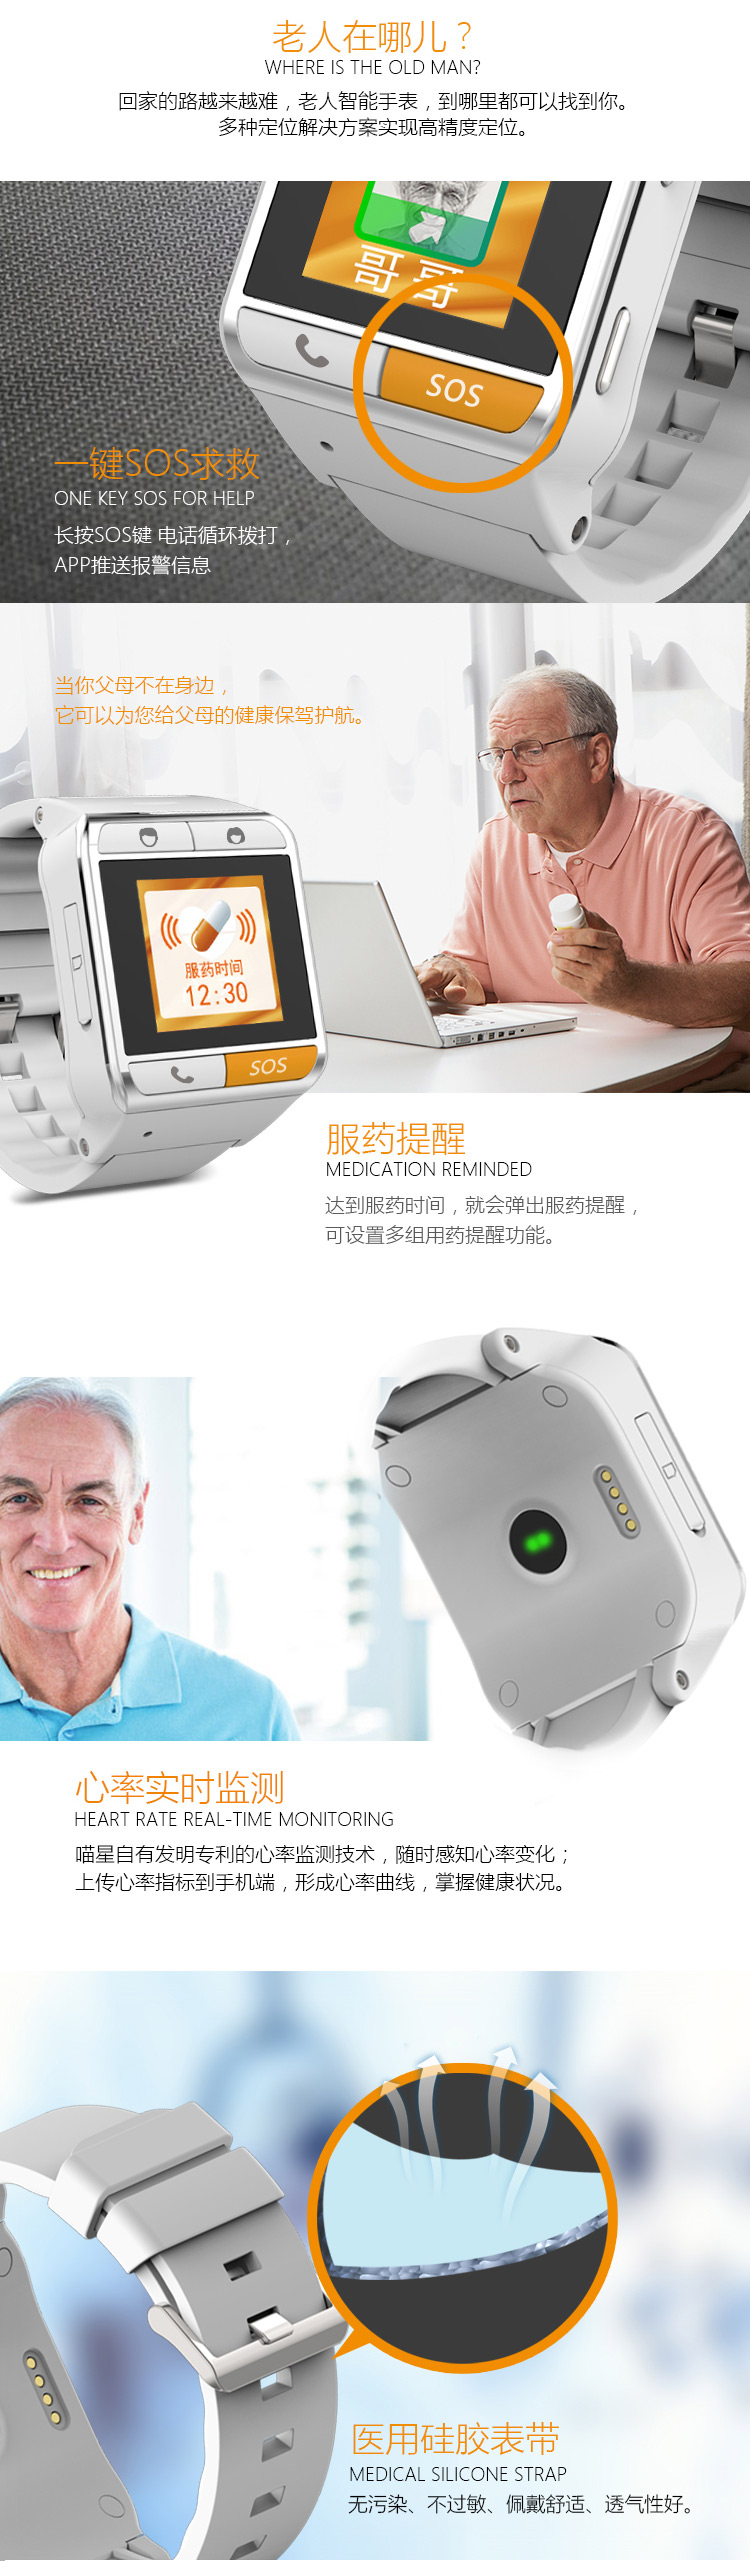 老人在哪儿？
WHERE IS THE OLD MAN?
回家的路越来越难，老人智能手表，到哪里都可以找到你。
多种定位解决方案实现高精度定位。
哥哥
SOS
一键SOS求救
ONE KEY SOS FOR HELP
长按SOS键 电话循环拨打，
APP推送报警信息
当你父母不在身边，
它可以为您给父母的健康保驾护航。
服药时间
12:30
SOS
服药提醒
MEDICATION REMINDED
达到服药时间，就会弹出服药提醒，
可设置多组用药提醒功能。
心率实时监测
HEART RATE REAL-TIME MONITORING
喵星自有发明专利的心率监测技术，随时感知心率变化；
上传心率指标到手机端，形成心率曲线，掌握健康状况。
医用硅胶表带
MEDICAL SILICONE STRAP
无污染、不过敏、佩戴舒适、透气性好。